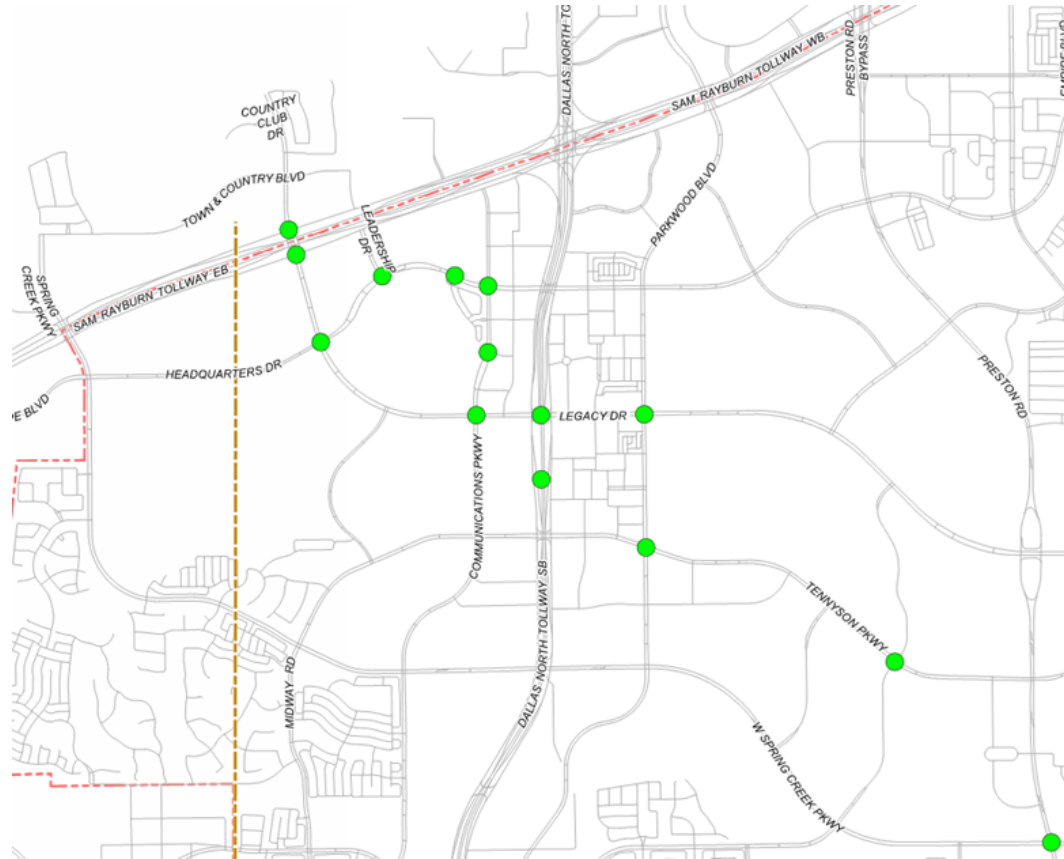 DALLAS NORTH TO
SAM RAYBURN TOLLWAY WB
PRESTON RD
BYPASS
COUNTRY
CLUB
DR
TOWN & COUNTRY BLVD
LEADERSHIP
DR
PARKWOOD BLVD
SPRING
CREEK PKWY
SAM RAYBURN TOLLWAY EB
HEADQUARTERS DR
PE BLVD
PRESTON RD
LEGACY DR
COMMUNICATIONS PKWY
DALLAS NORTH TOLLWAY SB
TENNYSON PKWY
MIDWAY RD
W SPRING CREEK PKWY